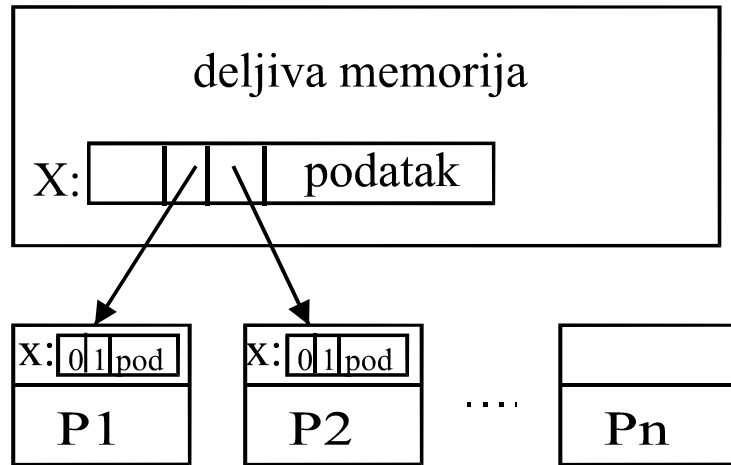 deljiva memorija
X: podatak
x: 0 1 pod x: 0 1 pod
P1 P2 ..... Pn